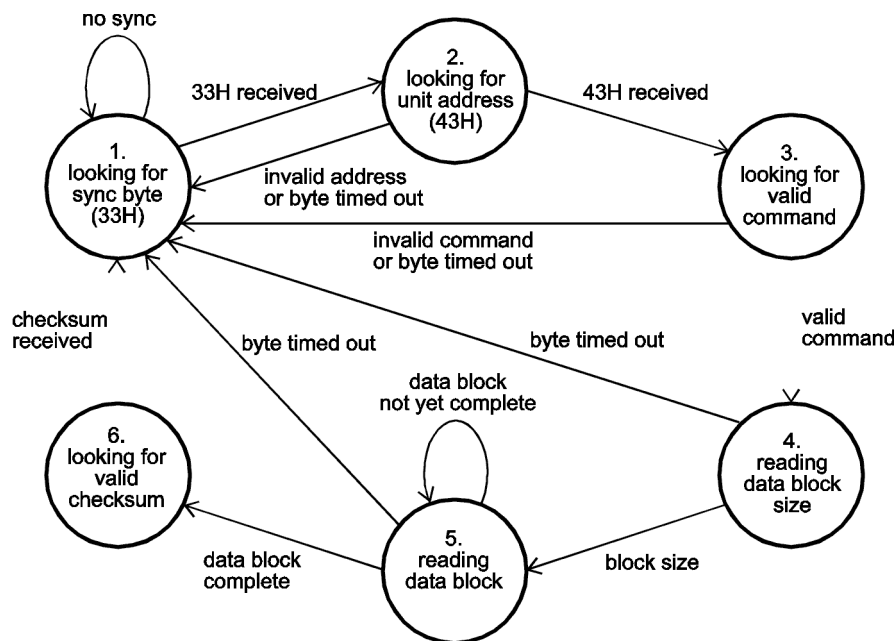 no sync
2.
looking for
unit address
(43H)
33H received
43H received
1.
looking for
sync byte
(33H)
3.
looking for
valid
command
invalid address
or byte timed out
invalid command
or byte timed out
checksum
received
byte timed out
byte timed out
valid
command
data block
not yet complete
6.
looking for
valid
checksum
4.
reading
data block
size
5.
reading
data block
data block
complete
block size